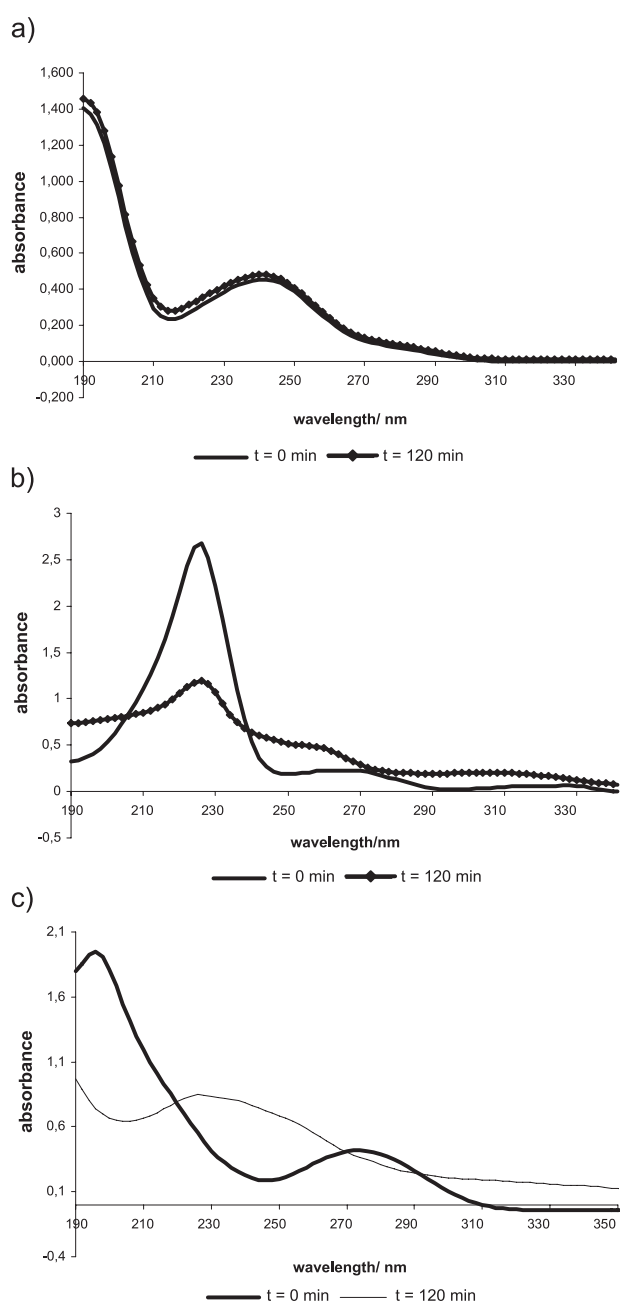 a)
1,600
1,400
1,200
1,000
0,800
0,600
0,400
0,200
0,000
-0,200
absorbance
190 210 230 250 270 290 310 330
wavelength/ nm
t = 0 min t = 120 min
b)
3
2,5
2
1,5
1
0,5
0
-0,5
absorbance
190 210 230 250 270 290 310 330
wavelength/nm
t = 0 min t = 120 min
c)
2,1
1,6
1,1
0,6
0,1
-0,4
absorbance
190 210 230 250 270 290 310 330 350
wavelength/ nm
t = 0 min t = 120 min